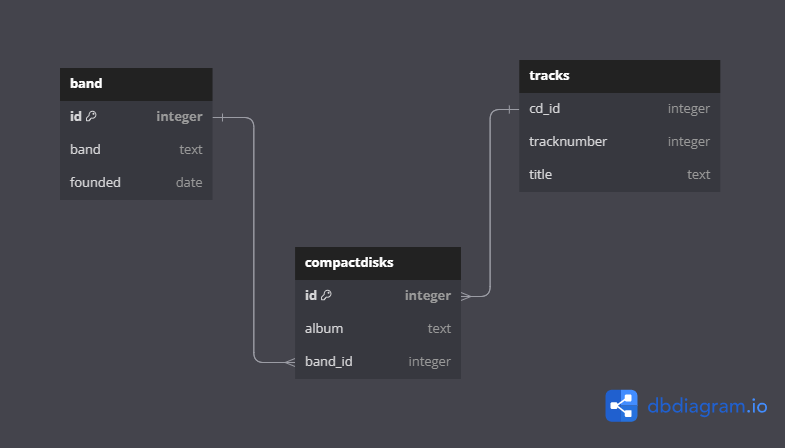 band
id integer
band text
founded date
tracks
cd_id integer
tracknumber integer
title text
compactdisks
id integer
album text
band_id integer
dbdiagram.io